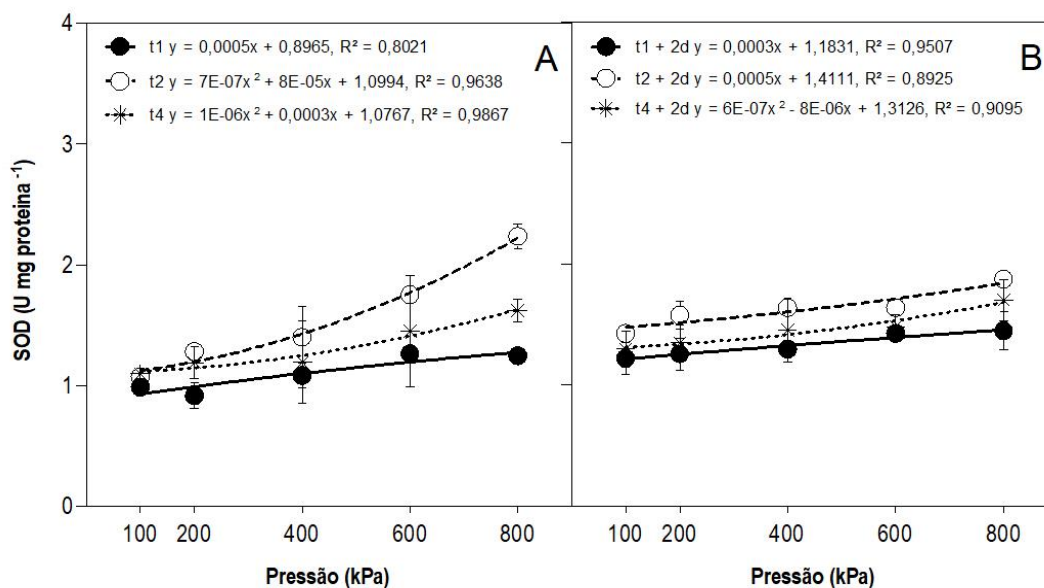 A
t1 y = 0,0005x + 0,8965, R² = 0,8021
t2 y = 7E-07x² + 8E-05x + 1,0994, R² = 0,9638
t4 y = 1E-06x² + 0,0003x + 1,0767, R² = 0,9867
B
t1 + 2d y = 0,0003x + 1,1831, R² = 0,9507
t2 + 2d y = 0,0005x + 1,4111, R² = 0,8925
t4 + 2d y = 6E-07x² - 8E-06x + 1,3126, R² = 0,9095
SOD (U mg proteina ⁻¹)
4
3
2
1
0
100 200 400 600 800
100 200 400 600 800
Pressão (kPa)
Pressão (kPa)